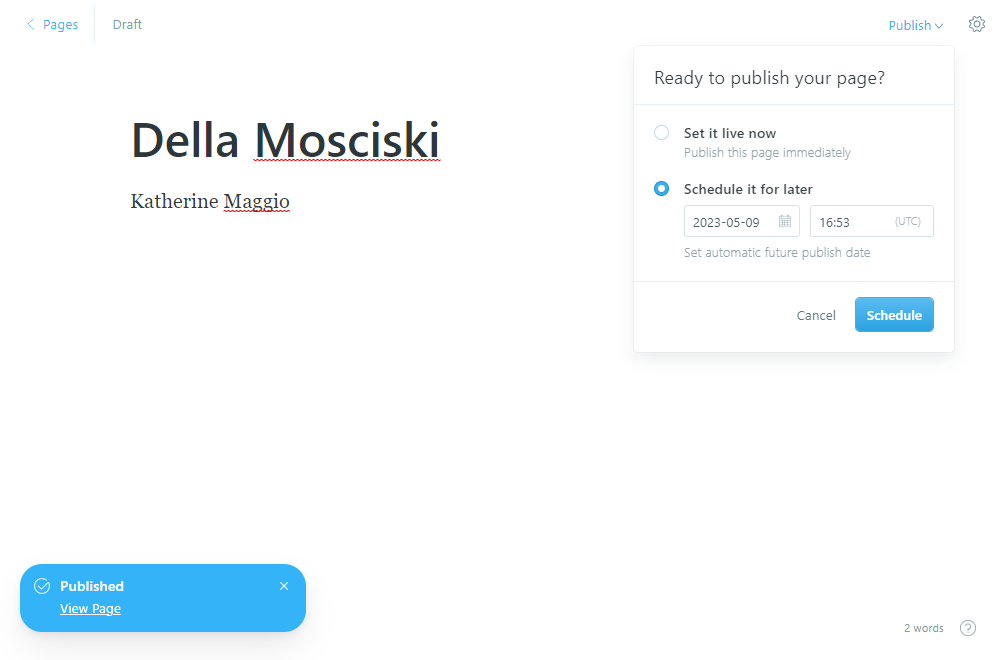 Pages
Draft
Publish
Ready to publish your page?
Della Mosciski
Set it live now
Publish this page immediately
Katherine Maggio
Schedule it for later
2023-05-09
16:53
(UTC)
Set automatic future publish date
Cancel
Schedule
Published
View Page
2 words
?